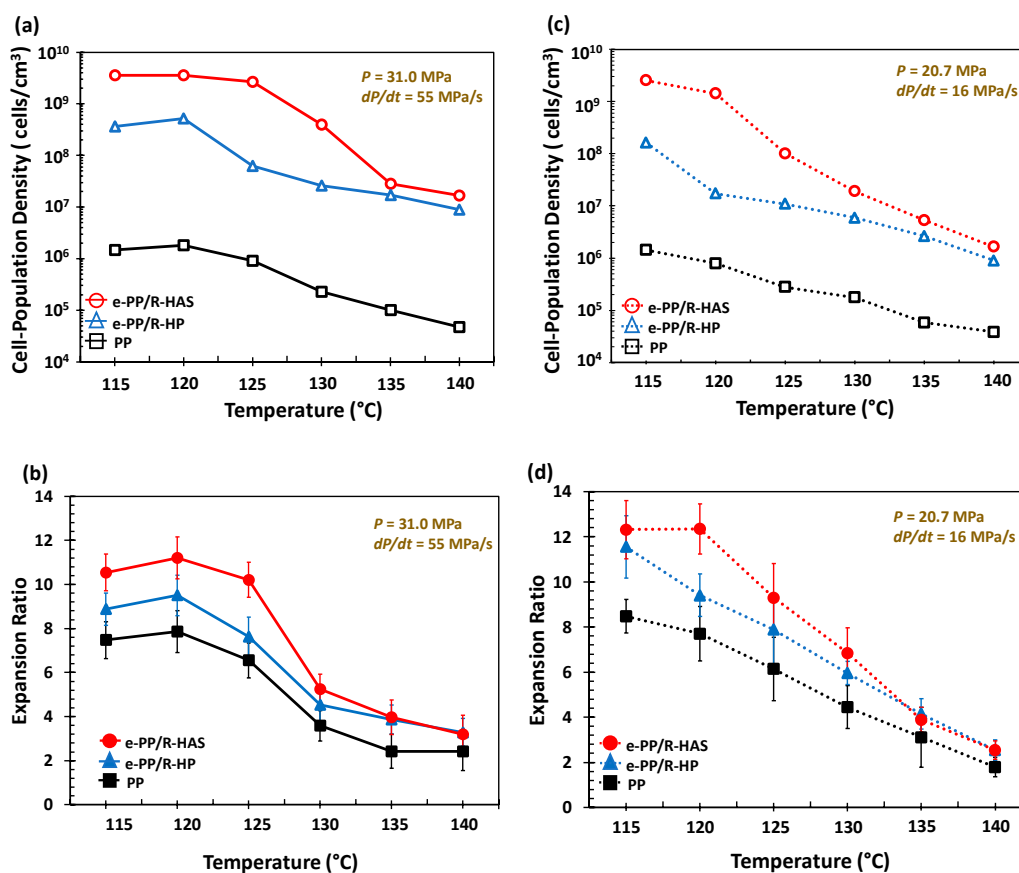 (a)
Cell-Population Density ( cells/cm³)
10¹⁰
10⁹
10⁸
10⁷
10⁶
10⁵
10⁴
P = 31.0 MPa
dP/dt = 55 MPa/s
e-PP/R-HAS
e-PP/R-HP
PP
115 120 125 130 135 140
Temperature (°C)
(c)
Cell-Population Density ( cells/cm³)
10¹⁰
10⁹
10⁸
10⁷
10⁶
10⁵
10⁴
P = 20.7 MPa
dP/dt = 16 MPa/s
e-PP/R-HAS
e-PP/R-HP
PP
115 120 125 130 135 140
Temperature (°C)
(b)
Expansion Ratio
14
12
10
8
6
4
2
0
P = 31.0 MPa
dP/dt = 55 MPa/s
e-PP/R-HAS
e-PP/R-HP
PP
115 120 125 130 135 140
Temperature (°C)
(d)
Expansion Ratio
14
12
10
8
6
4
2
0
P = 20.7 MPa
dP/dt = 16 MPa/s
e-PP/R-HAS
e-PP/R-HP
PP
115 120 125 130 135 140
Temperature (°C)